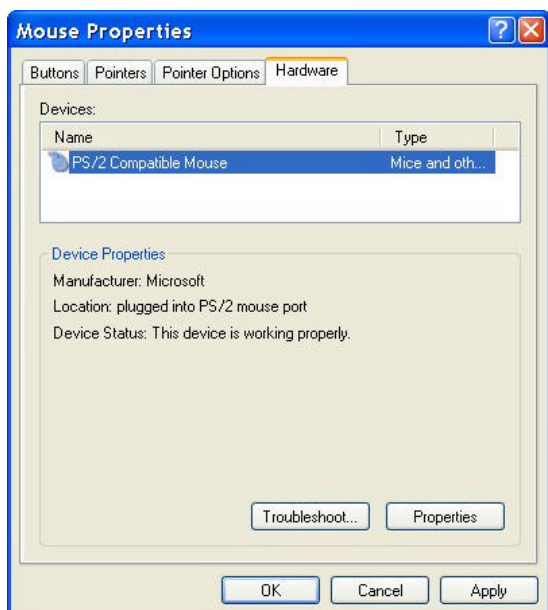 Mouse Properties
Buttons Pointers Pointer Options Hardware
Devices:
Name Type
PS/2 Compatible Mouse Mice and oth...
Device Properties
Manufacturer: Microsoft
Location: plugged into PS/2 mouse port
Device Status: This device is working properly.
Troubleshoot... Properties
OK Cancel Apply